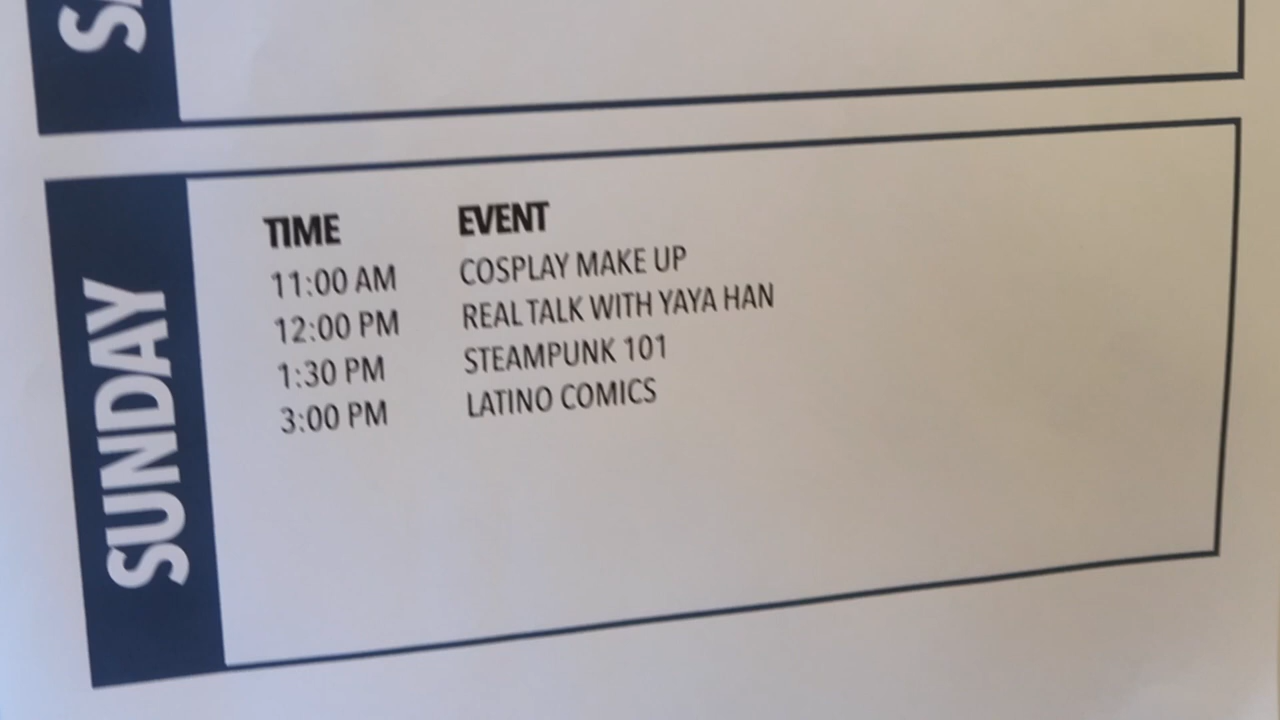 SUNDAY
TIME EVENT
11:00 AM COSPLAY MAKE UP
12:00 PM REAL TALK WITH YAYA HAN
1:30 PM STEAMPUNK 101
3:00 PM LATINO COMICS